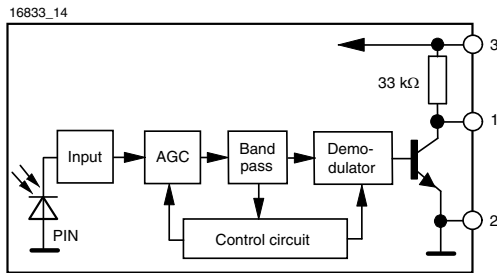 16833_14
3
33 kΩ
1
Input
AGC
Band
pass
Demo-
dulator
2
PIN
Control circuit